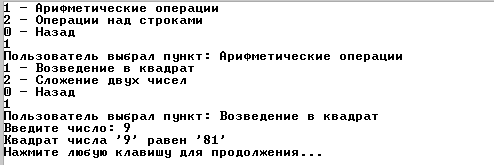 1 - Арифметические операции
2 - Операции над строками
0 - Назад
1
Пользователь выбрал пункт: Арифметические операции
1 - Возведение в квадрат
2 - Сложение двух чисел
0 - Назад
1
Пользователь выбрал пункт: Возведение в квадрат
Введите число: 9
Квадрат числа '9' равен '81'
Нажмите любую клавишу для продолжения...